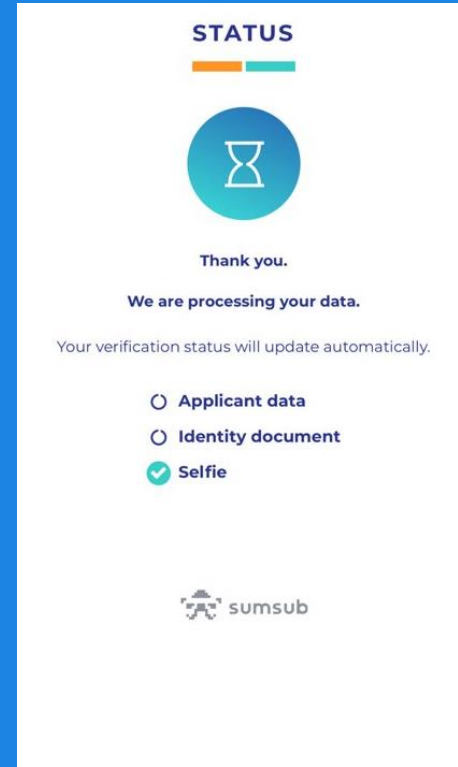 STATUS
Thank you.
We are processing your data.
Your verification status will update automatically.
Applicant data
Identity document
Selfie
sumsub